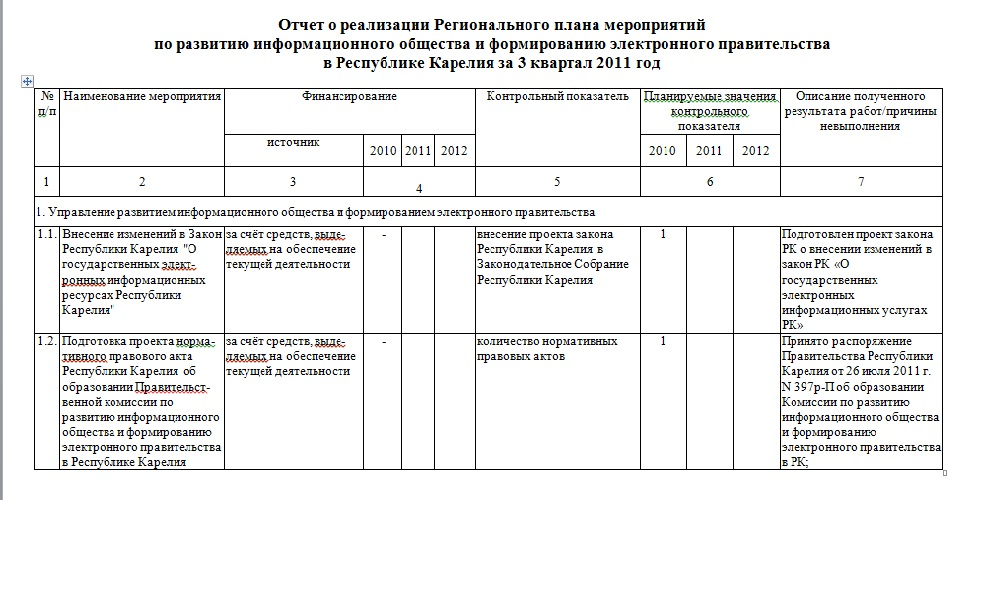 Отчет о реализации Регионального плана мероприятий
по развитию информационного общества и формированию электронного правительства
в Республике Карелия за 3 квартал 2011 год
№
п/п
Наименование мероприятия
Финансирование
Контрольный показатель
Планируемые значения
контрольного
показателя
Описание полученного
результата работ/причины
невыполнения
источник
2010 2011 2012
2010 2011 2012
1 2 3 4 5 6 7
1. Управление развитием информационного общества и формированием электронного правительства
1.1.
Внесение изменений в Закон
Республики Карелия "О
государственных элект-
ронных информационных
ресурсах Республики
Карелия"
за счёт средств, выде-
ляемых на обеспечение
текущей деятельности
-
внесение проекта закона
Республики Карелия в
Законодательное Собрание
Республики Карелия
1
Подготовлен проект закона
РК о внесении изменений в
закон РК «О
государственных
электронных
информационных услугах
РК»
1.2.
Подготовка проекта норма-
тивного правового акта
Республики Карелия об
образовании Правительст-
венной комиссии по
развитию информационного
общества и формированию
электронного правительства
в Республике Карелия
за счёт средств, выде-
ляемых на обеспечение
текущей деятельности
-
количество нормативных
правовых актов
1
Принято распоряжение
Правительства Республики
Карелия от 26 июля 2011 г.
N 397р-П об образовании
Комиссии по развитию
информационного общества
и формированию
электронного правительства
в РК;